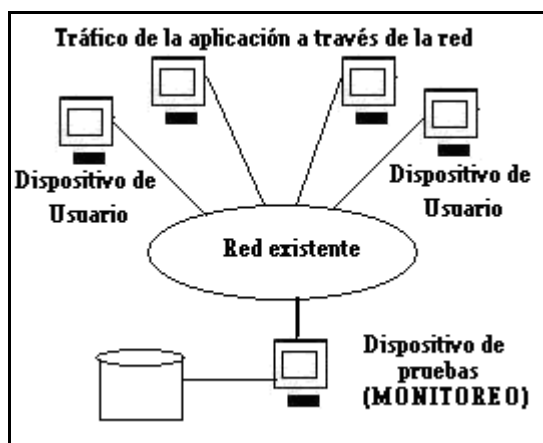 Tráfico de la aplicación a través de la red
Dispositivo de
Usuario
Dispositivo de
Usuario
Red existente
Dispositivo de
pruebas
(MONITOREO)